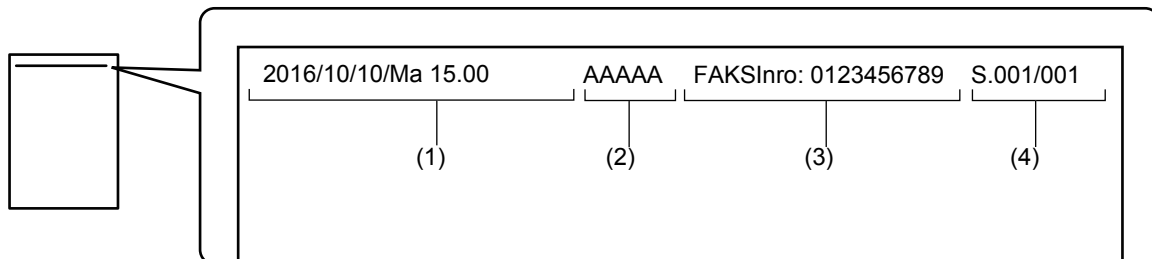 2016/10/10/Ma 15.00 AAAAA FAKSInro: 0123456789 S.001/001
(1) (2) (3) (4)